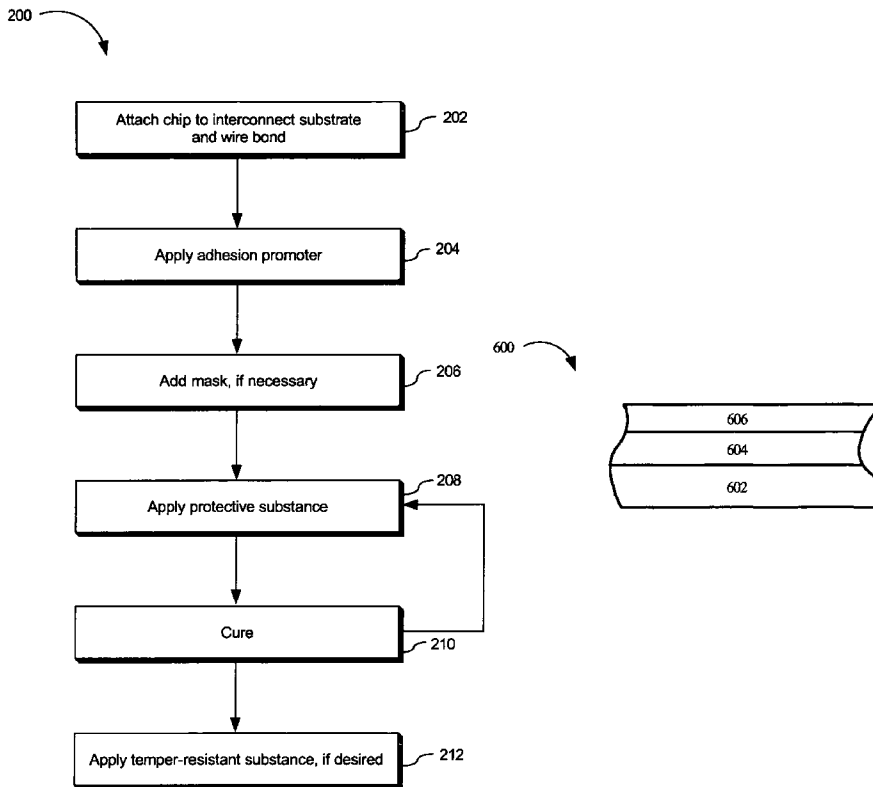 200
Attach chip to interconnect substrate
and wire bond
202
Apply adhesion promoter
204
Add mask, if necessary
206
Apply protective substance
208
Cure
210
Apply temper-resistant substance, if desired
212
600
606
604
602